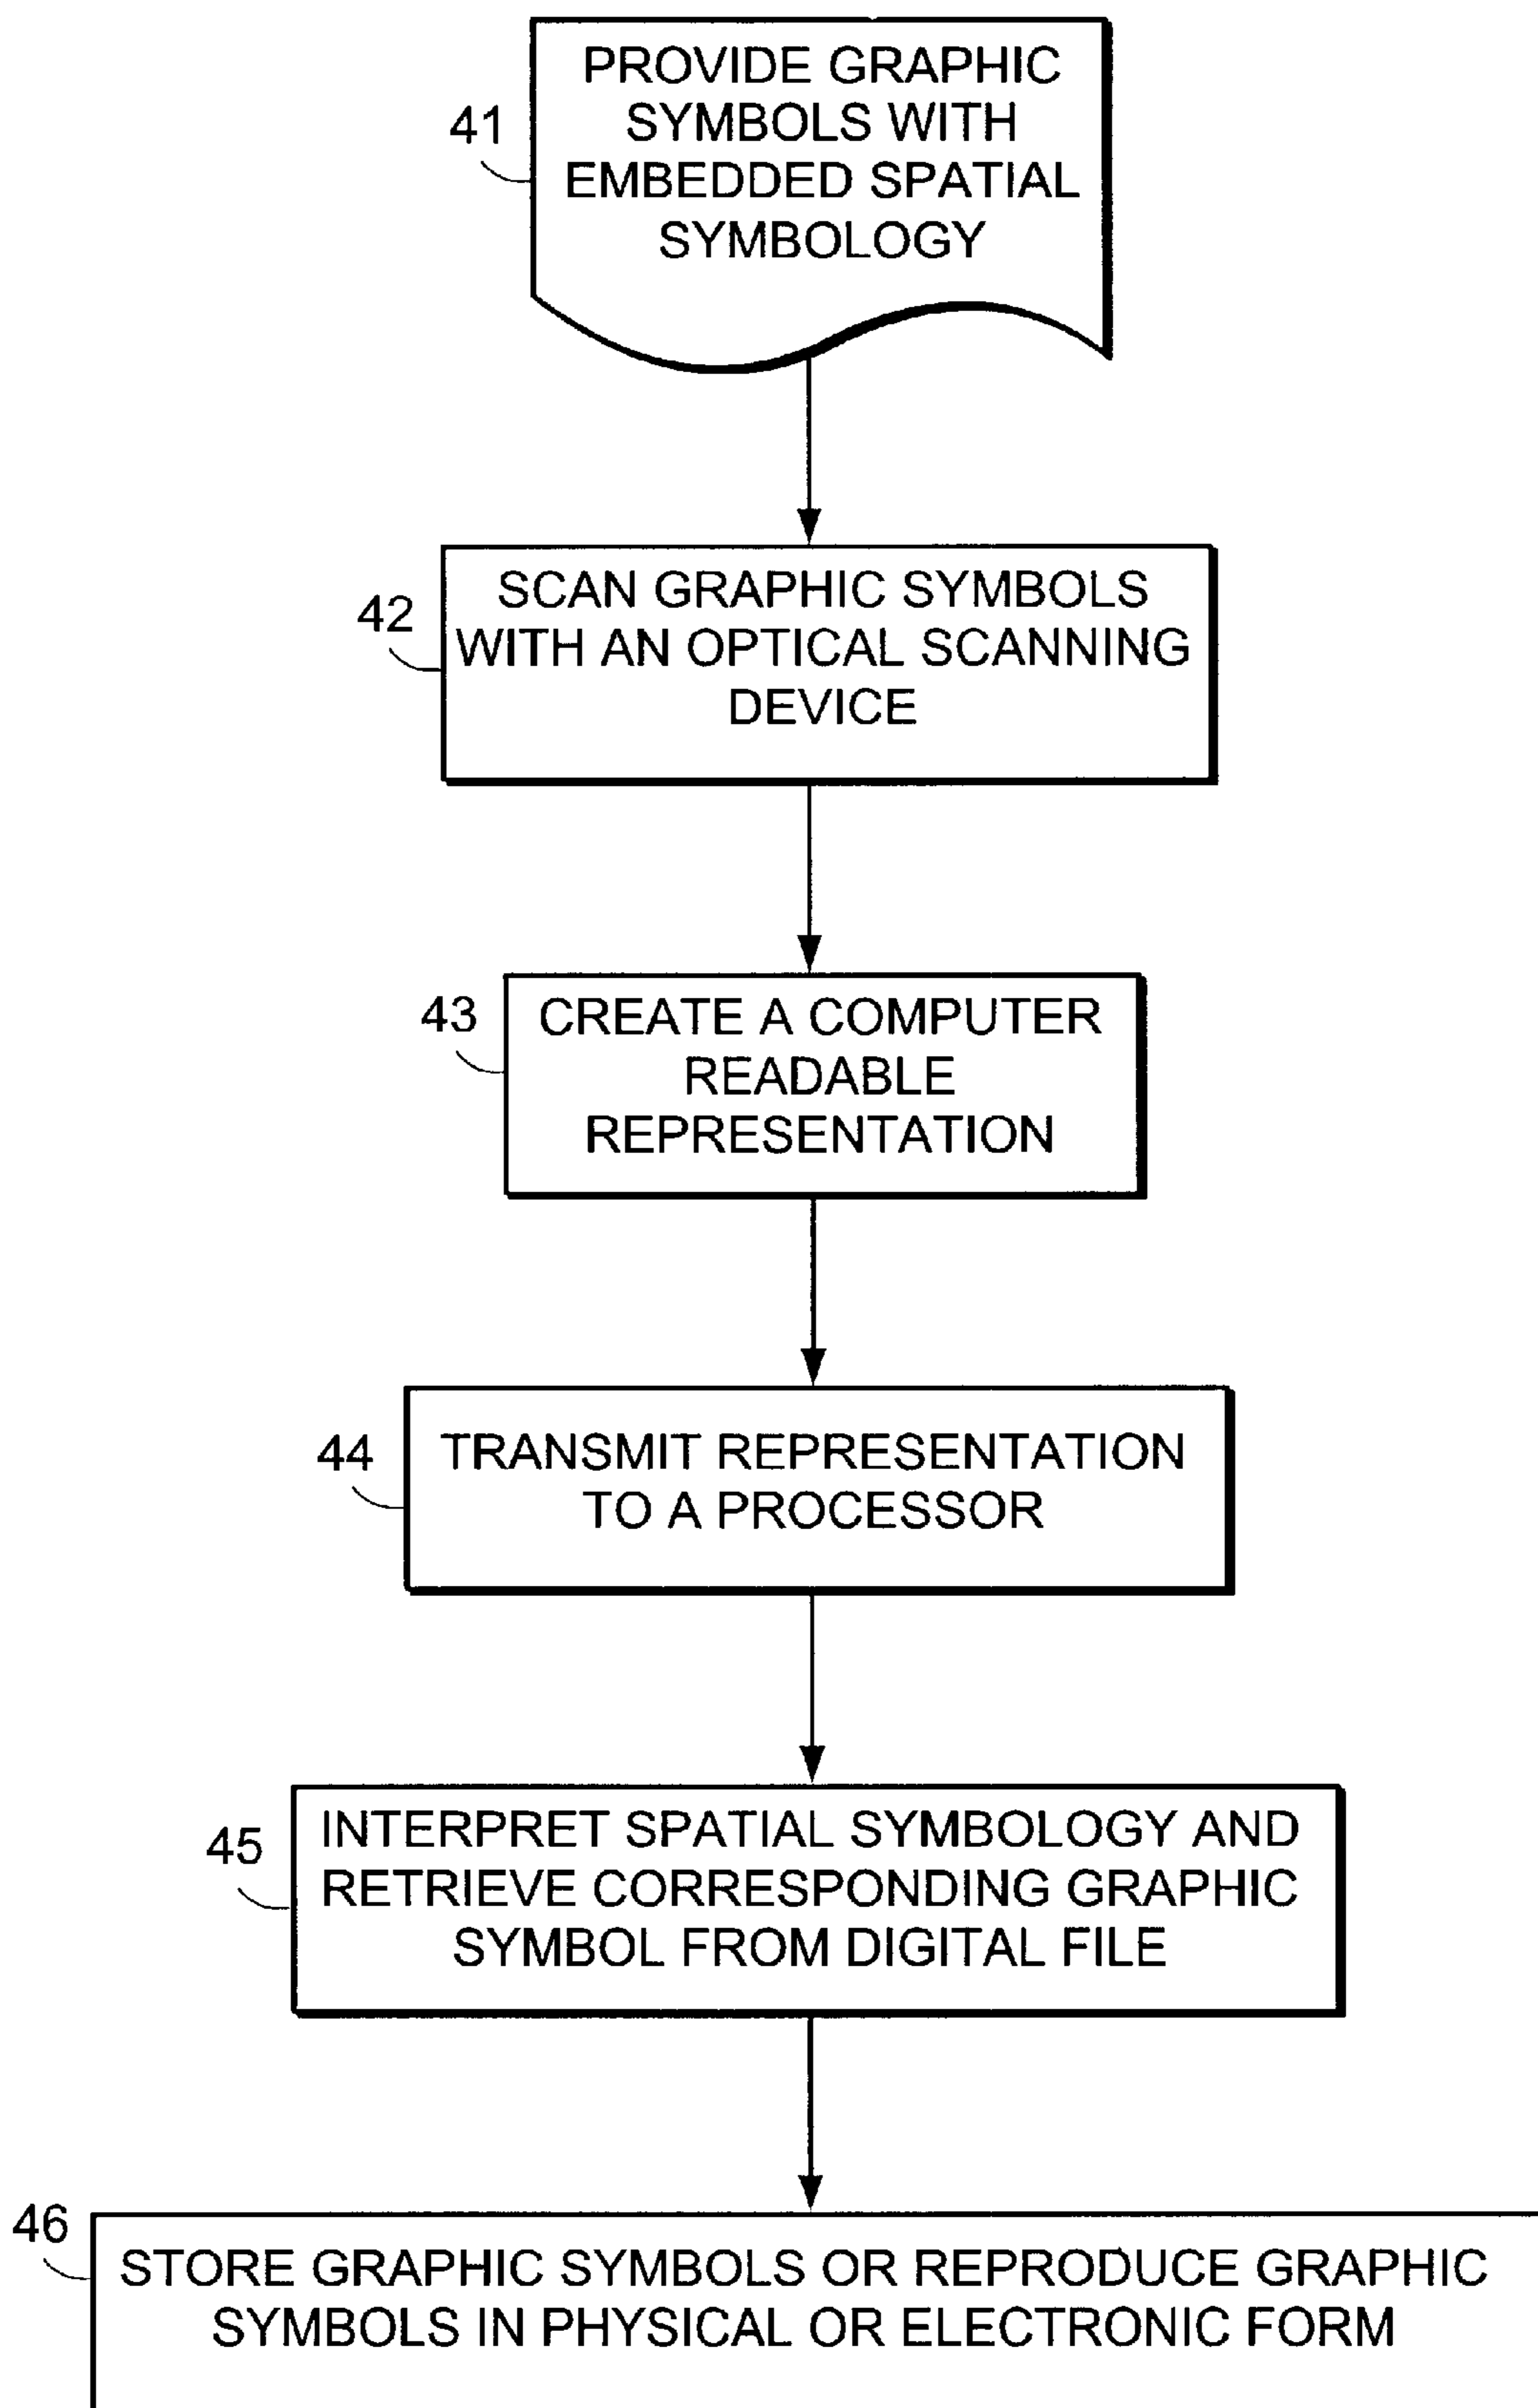 41
PROVIDE GRAPHIC
SYMBOLS WITH
EMBEDDED SPATIAL
SYMBOLOGY
42
SCAN GRAPHIC SYMBOLS
WITH AN OPTICAL SCANNING
DEVICE
43
CREATE A COMPUTER
READABLE
REPRESENTATION
44
TRANSMIT REPRESENTATION
TO A PROCESSOR
45
INTERPRET SPATIAL SYMBOLOGY AND
RETRIEVE CORRESPONDING GRAPHIC
SYMBOL FROM DIGITAL FILE
46
STORE GRAPHIC SYMBOLS OR REPRODUCE GRAPHIC
SYMBOLS IN PHYSICAL OR ELECTRONIC FORM